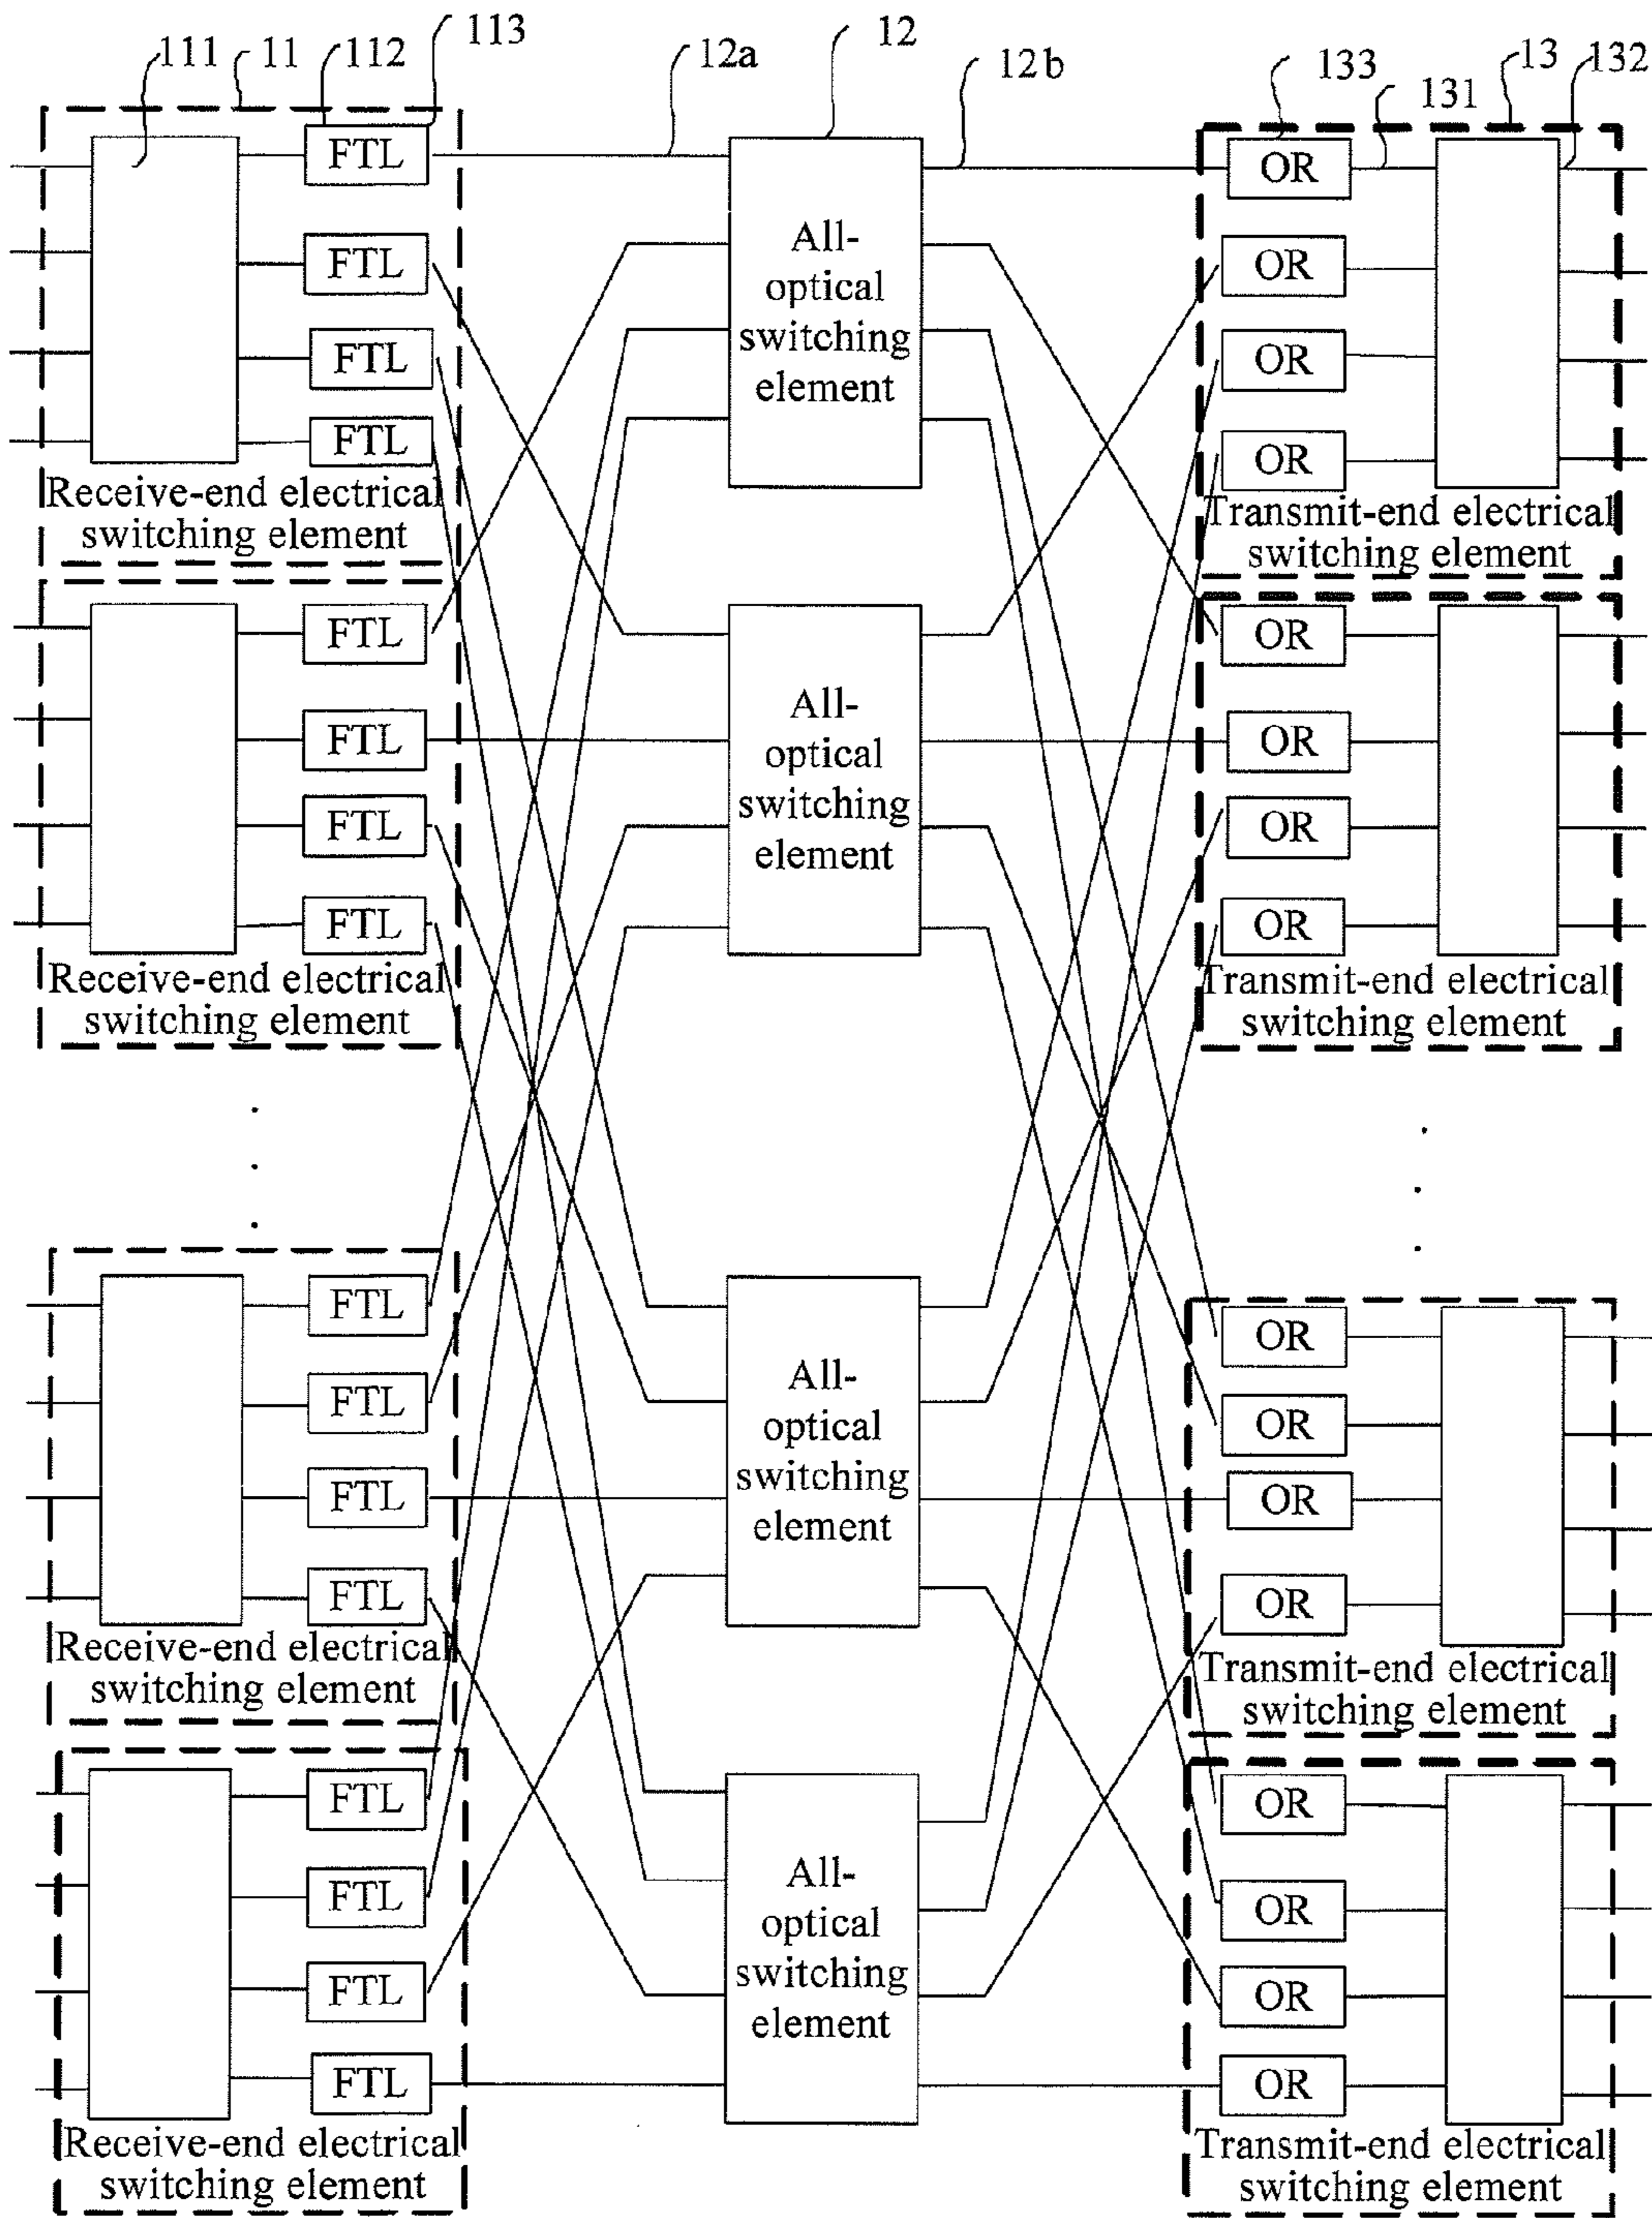 111
11
112
113
12a
12
12b
133
131
13
132
FTL
FTL
FTL
FTL
Receive-end electrical
switching element
FTL
FTL
FTL
FTL
Receive-end electrical
switching element
.
.
.
FTL
FTL
FTL
FTL
Receive-end electrical
switching element
FTL
FTL
FTL
FTL
Receive-end electrical
switching element
All-
optical
switching
element
All-
optical
switching
element
All-
optical
switching
element
All-
optical
switching
element
OR
OR
OR
OR
Transmit-end electrical
switching element
OR
OR
OR
OR
Transmit-end electrical
switching element
.
.
.
OR
OR
OR
OR
Transmit-end electrical
switching element
OR
OR
OR
OR
Transmit-end electrical
switching element